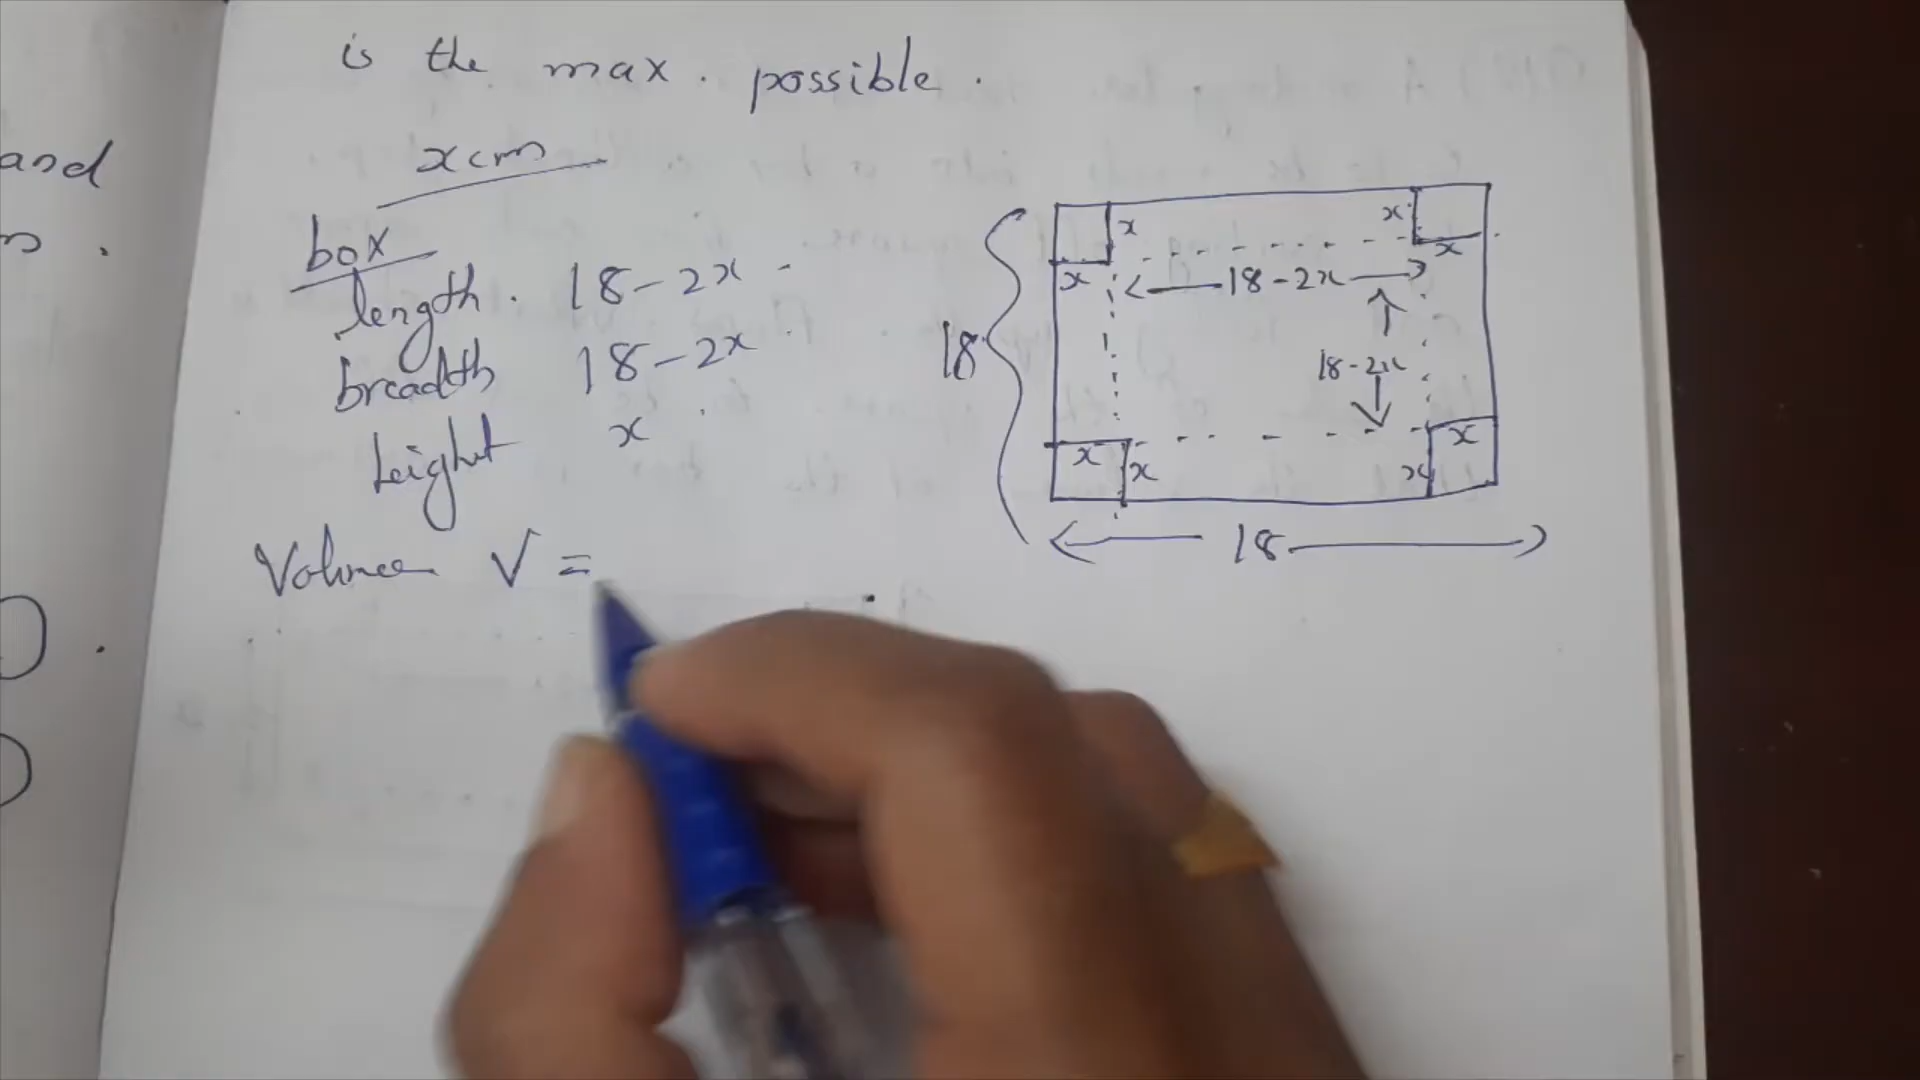 is the max. possible.
x cm
box
length. 18-2x
breadth 18-2x
height x
Volume V =
and
18
x
x
x
x
18-2x
18-2x
x
x
x
x
18